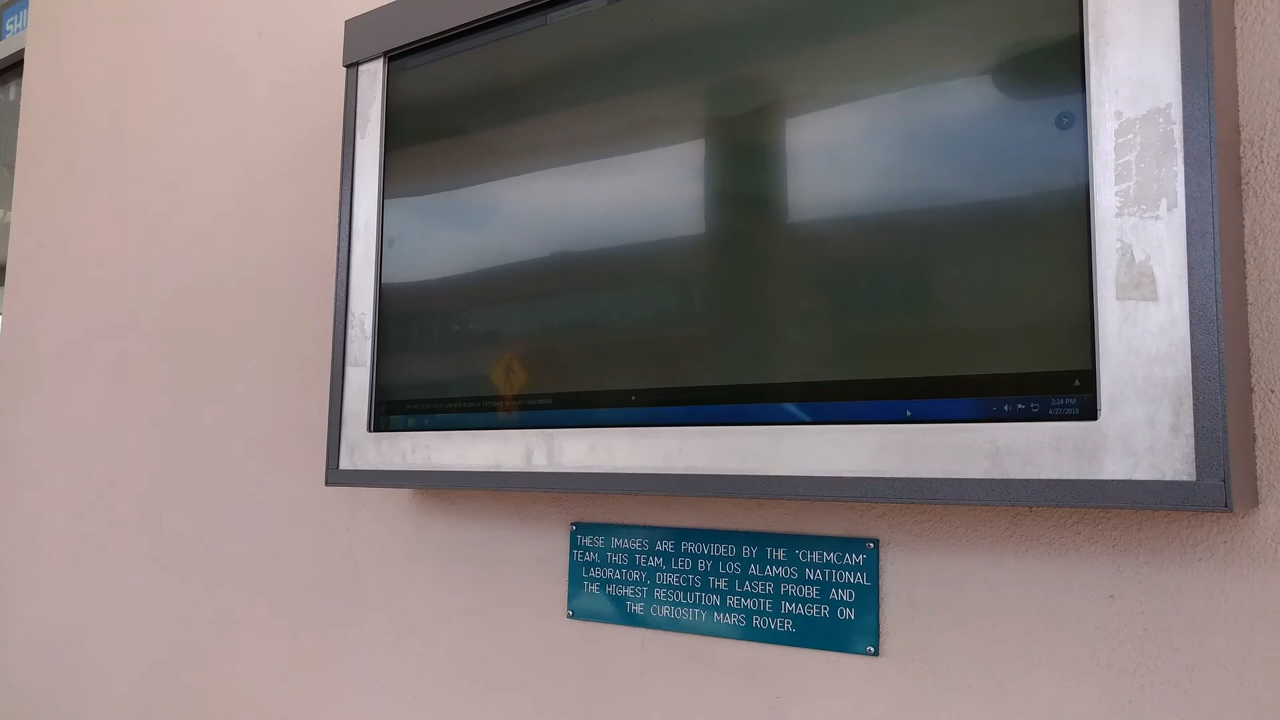 SHI
2:24 PM
4/27/2018
THESE IMAGES ARE PROVIDED BY THE "CHEMCAM"
TEAM. THIS TEAM, LED BY LOS ALAMOS NATIONAL
LABORATORY, DIRECTS THE LASER PROBE AND
THE HIGHEST RESOLUTION REMOTE IMAGER ON
THE CURIOSITY MARS ROVER.